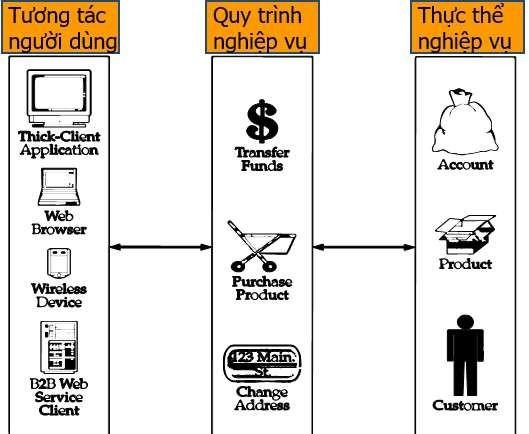 Tương tác
người dùng
Quy trình
nghiệp vụ
Thực thể
nghiệp vụ
Thick-Client
Application
Web
Browser
Wireless
Device
B2B Web
Service
Client
Transfer
Funds
Purchase
Product
123 Main.
St.
Change
Address
Account
Product
Customer